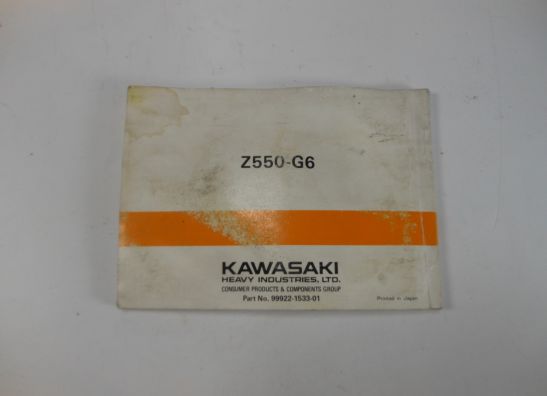 Z550-G6
KAWASAKI
HEAVY INDUSTRIES, LTD.
CONSUMER PRODUCTS & COMPONENTS GROUP
Part No. 99922-1533-01
Printed in Japan